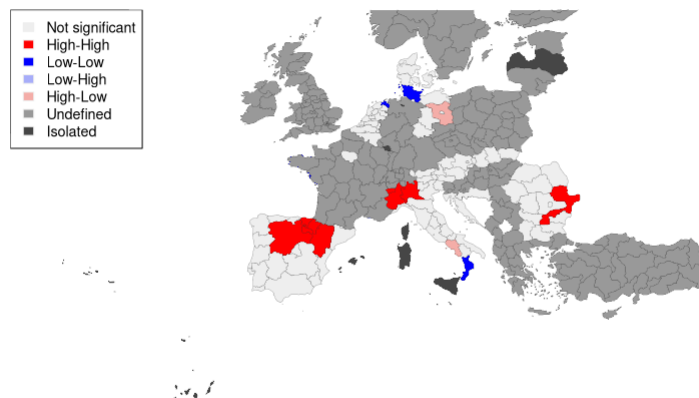 Not significant
High-High
Low-Low
Low-High
High-Low
Undefined
Isolated